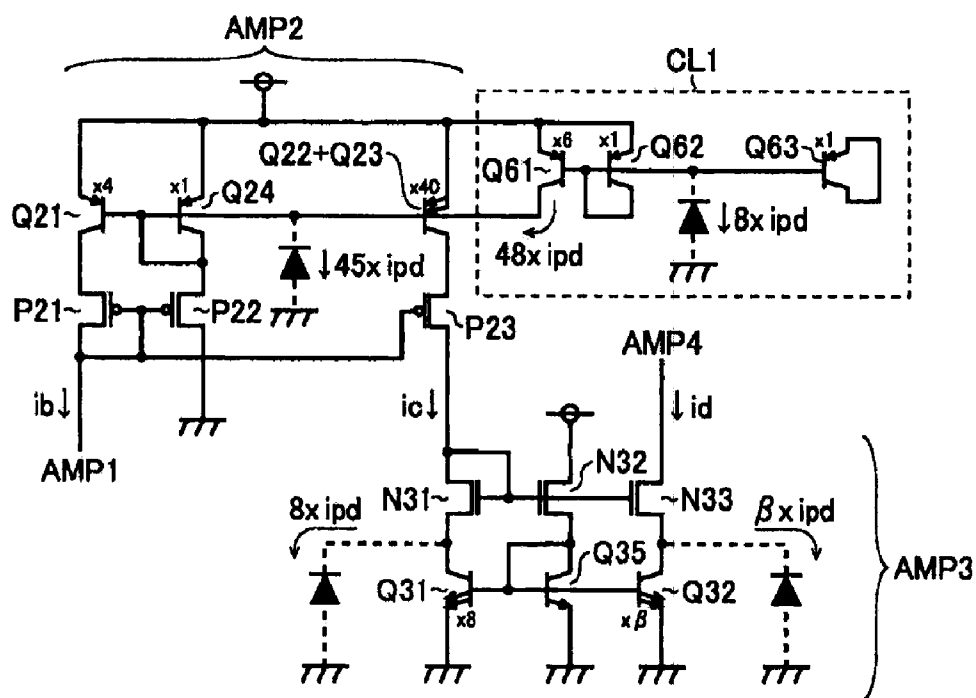 AMP2
CL1
Q22+Q23
x4
x1
Q24
x40
x6
x1
Q62
Q61
Q63
x1
Q21
↓45x ipd
48x ipd
↓8x ipd
P21
P22
P23
AMP4
ib↓
ic↓
↓id
AMP1
N32
N31
N33
8x ipd
βx ipd
Q35
AMP3
Q31
x8
Q32
xβ